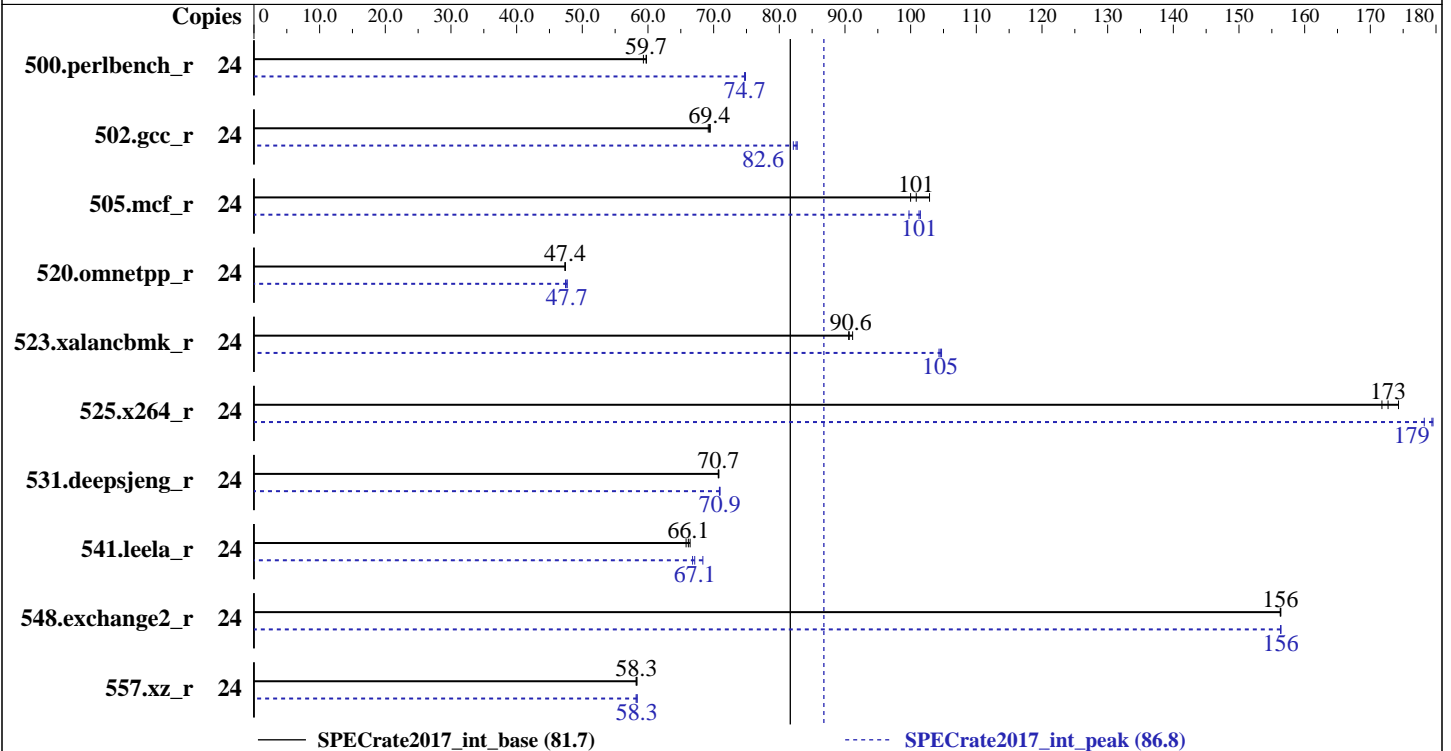 Copies 0 10.0 20.0 30.0 40.0 50.0 60.0 70.0 80.0 90.0 100 110 120 130 140 150 160 170 180
59.7
500.perlbench_r 24
74.7
69.4
502.gcc_r 24
82.6
101
505.mcf_r 24
101
47.4
520.omnetpp_r 24
47.7
90.6
523.xalancbmk_r 24
105
173
525.x264_r 24
179
70.7
531.deepsjeng_r 24
70.9
66.1
541.leela_r 24
67.1
156
548.exchange2_r 24
156
58.3
557.xz_r 24
58.3
SPECrate2017_int_base (81.7) SPECrate2017_int_peak (86.8)